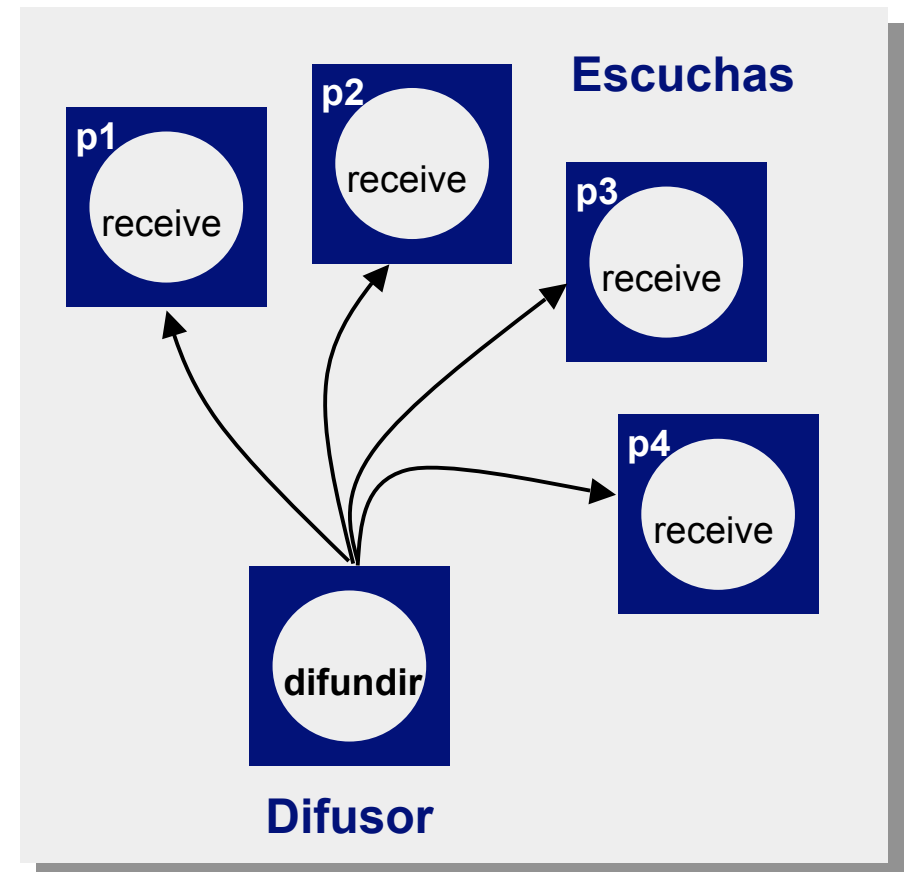 Escuchas
p1
receive
p2
receive
p3
receive
p4
receive
difundir
Difusor